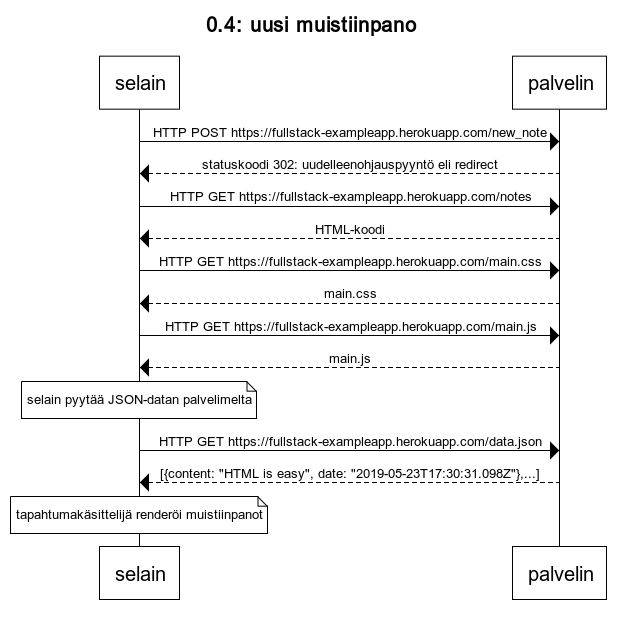 0.4: uusi muistiinpano
selain
palvelin
HTTP POST https://fullstack-exampleapp.herokuapp.com/new_note
statuskoodi 302: uudelleenohjauspyyntö eli redirect
HTTP GET https://fullstack-exampleapp.herokuapp.com/notes
HTML-koodi
HTTP GET https://fullstack-exampleapp.herokuapp.com/main.css
main.css
HTTP GET https://fullstack-exampleapp.herokuapp.com/main.js
main.js
selain pyytää JSON-datan palvelimelta
HTTP GET https://fullstack-exampleapp.herokuapp.com/data.json
[{content: "HTML is easy", date: "2019-05-23T17:30:31.098Z"},...]
tapahtumakäsittelijä renderöi muistiinpanot
selain
palvelin